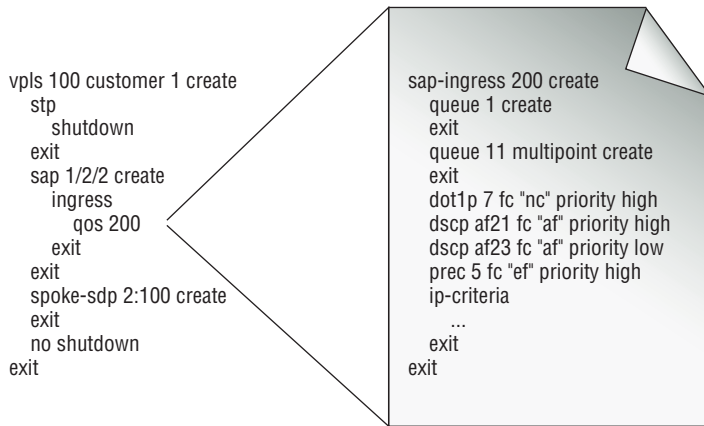 vpls 100 customer 1 create
stp
shutdown
exit
sap 1/2/2 create
ingress
qos 200
exit
exit
spoke-sdp 2:100 create
exit
no shutdown
exit
sap-ingress 200 create
queue 1 create
exit
queue 11 multipoint create
exit
dot1p 7 fc "nc" priority high
dscp af21 fc "af" priority high
dscp af23 fc "af" priority low
prec 5 fc "ef" priority high
ip-criteria
...
exit
exit